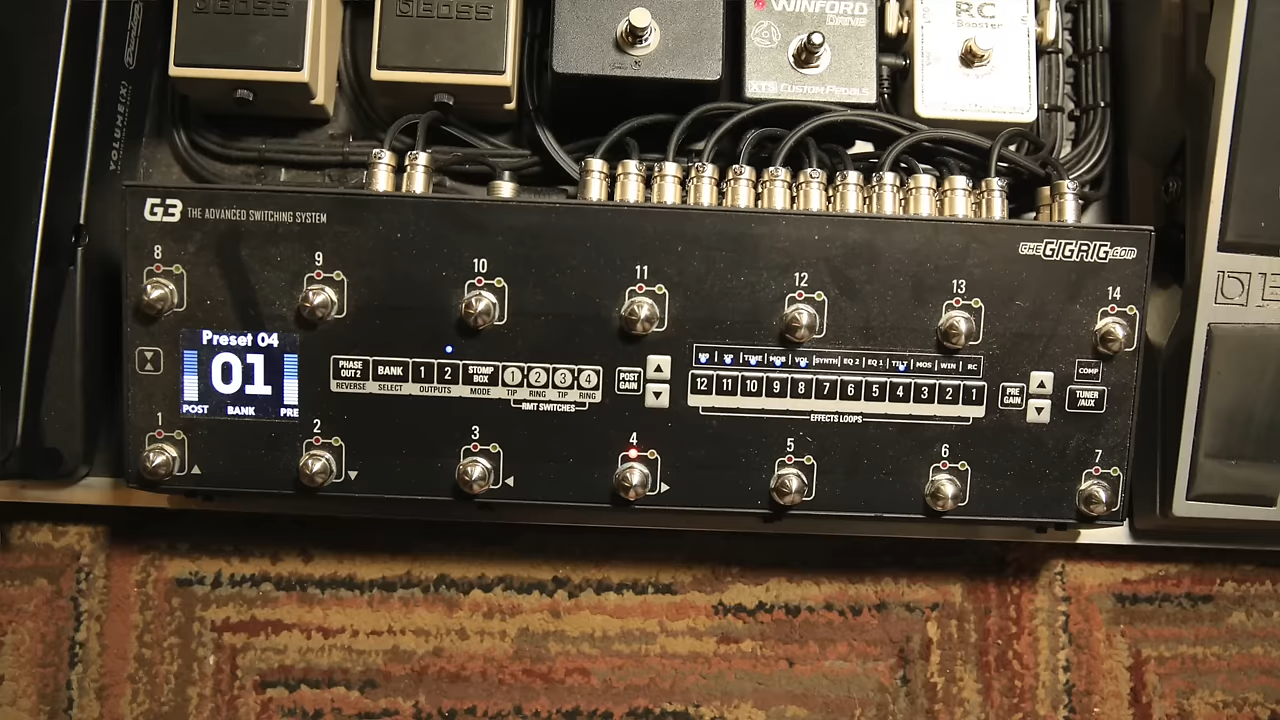 BOSS
BOSS
K
WINFORD
DRIVE
XTS CUSTOM PEDALS
RC
Booster
Dunlop
VOLUME (X)
G3 THE ADVANCED SWITCHING SYSTEM
THEGIGRIG.COM
8
9
10
11
12
13
14
Preset 04
01
POST BANK PRE
PHASE OUT 2
BANK
1
2
STOMP BOX
1
2
3
4
REVERSE
SELECT
OUTPUTS
MODE
TIP
RING
TIP
RING
RMT SWITCHES
POST GAIN
TIME
MOB
VOL
SYNTH
EQ 2
EQ 1
TILT
MOS
WIN
RC
12
11
10
9
8
7
6
5
4
3
2
1
EFFECTS LOOPS
PRE GAIN
COMP
TUNER /AUX
1
2
3
4
5
6
7